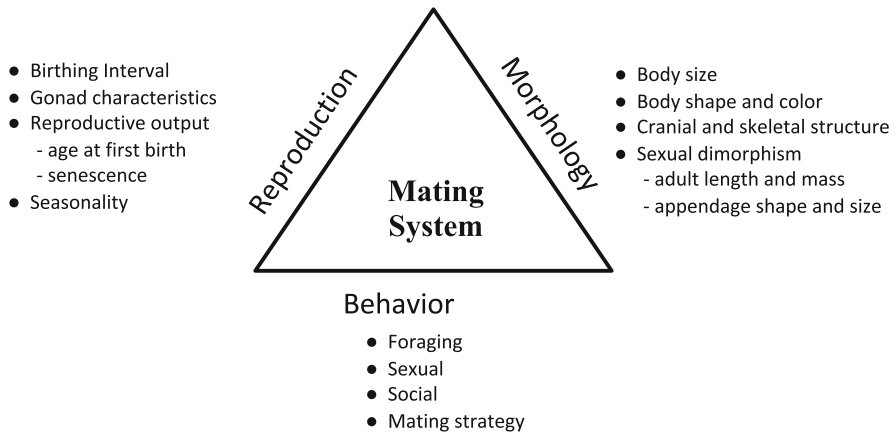 Reproduction
● Birthing Interval
● Gonad characteristics
● Reproductive output
- age at first birth
- senescence
● Seasonality
Morphology
● Body size
● Body shape and color
● Cranial and skeletal structure
● Sexual dimorphism
- adult length and mass
- appendage shape and size
Mating
System
Behavior
● Foraging
● Sexual
● Social
● Mating strategy